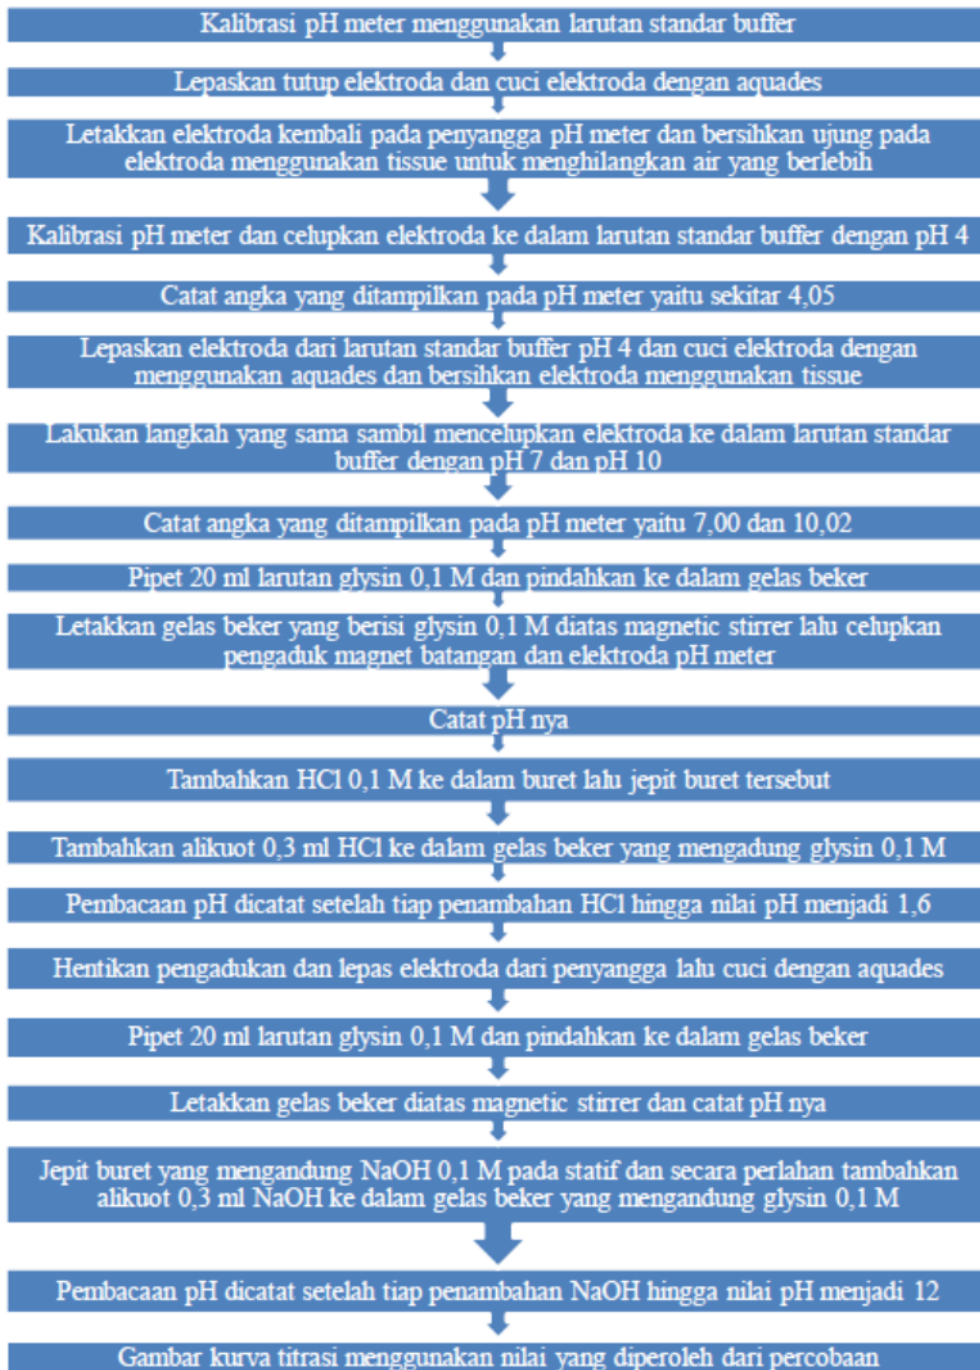 Kalibrasi pH meter menggunakan larutan standar buffer
Lepaskan tutup elektroda dan cuci elektroda dengan aquades
Letakkan elektroda kembali pada penyangga pH meter dan bersihkan ujung pada
elektroda menggunakan tissue untuk menghilangkan air yang berlebih
Kalibrasi pH meter dan celupkan elektroda ke dalam larutan standar buffer dengan pH 4
Catat angka yang ditampilkan pada pH meter yaitu sekitar 4,05
Lepaskan elektroda dari larutan standar buffer pH 4 dan cuci elektroda dengan
menggunakan aquades dan bersihkan elektroda menggunakan tissue
Lakukan langkah yang sama sambil mencelupkan elektroda ke dalam larutan standar
buffer dengan pH 7 dan pH 10
Catat angka yang ditampilkan pada pH meter yaitu 7,00 dan 10,02
Pipet 20 ml larutan glysin 0,1 M dan pindahkan ke dalam gelas beker
Letakkan gelas beker yang berisi glysin 0,1 M diatas magnetic stirrer lalu celupkan
pengaduk magnet batangan dan elektroda pH meter
Catat pH nya
Tambahkan HCl 0,1 M ke dalam buret lalu jepit buret tersebut
Tambahkan alikuot 0,3 ml HCl ke dalam gelas beker yang mengadung glysin 0,1 M
Pembacaan pH dicatat setelah tiap penambahan HCl hingga nilai pH menjadi 1,6
Hentikan pengadukan dan lepas elektroda dari penyangga lalu cuci dengan aquades
Pipet 20 ml larutan glysin 0,1 M dan pindahkan ke dalam gelas beker
Letakkan gelas beker diatas magnetic stirrer dan catat pH nya
Jepit buret yang mengandung NaOH 0,1 M pada statif dan secara perlahan tambahkan
alikuot 0,3 ml NaOH ke dalam gelas beker yang mengandung glysin 0,1 M
Pembacaan pH dicatat setelah tiap penambahan NaOH hingga nilai pH menjadi 12
Gambar kurva titrasi menggunakan nilai yang diperoleh dari percobaan